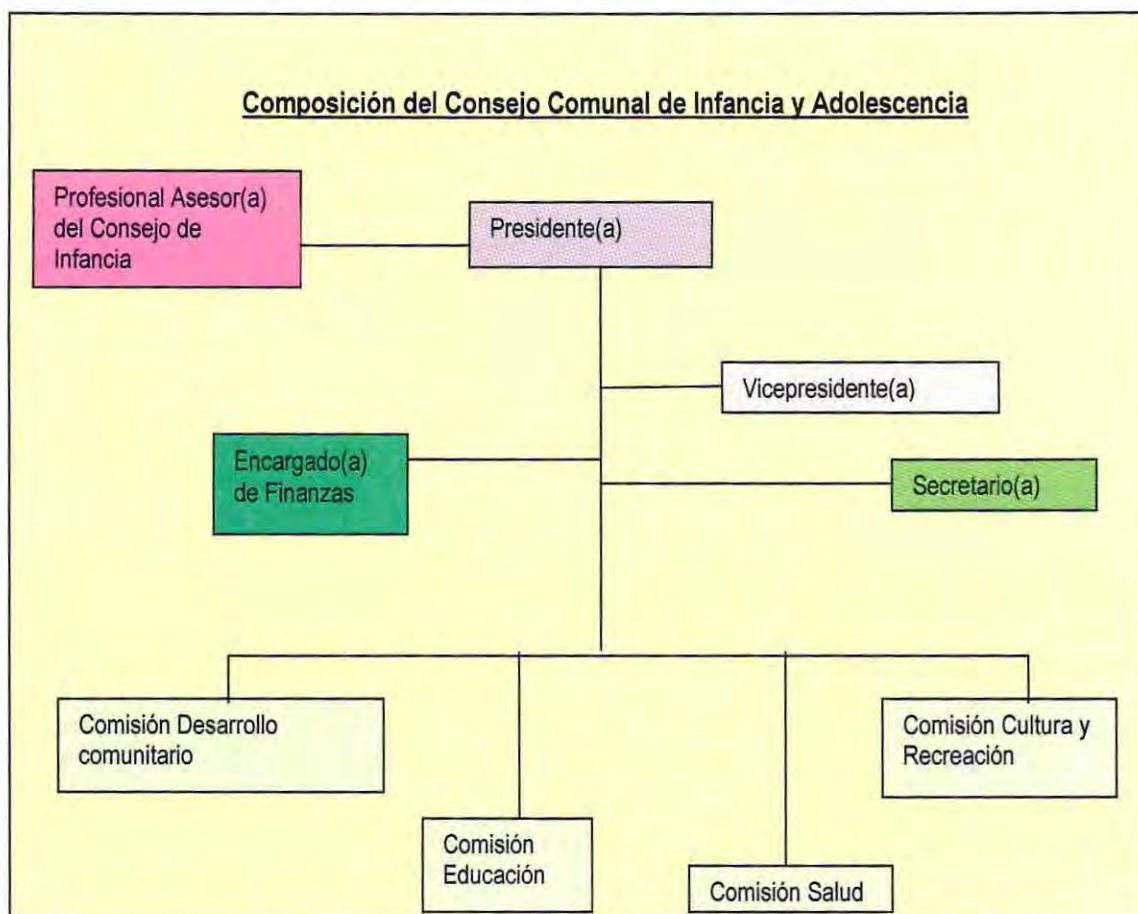 Composición del Consejo Comunal de Infancia y Adolescencia
Profesional Asesor(a)
del Consejo de
Infancia
Presidente(a)
Vicepresidente(a)
Encargado(a)
de Finanzas
Secretario(a)
Comisión Desarrollo
comunitario
Comisión Cultura y
Recreación
Comisión
Educación
Comisión Salud